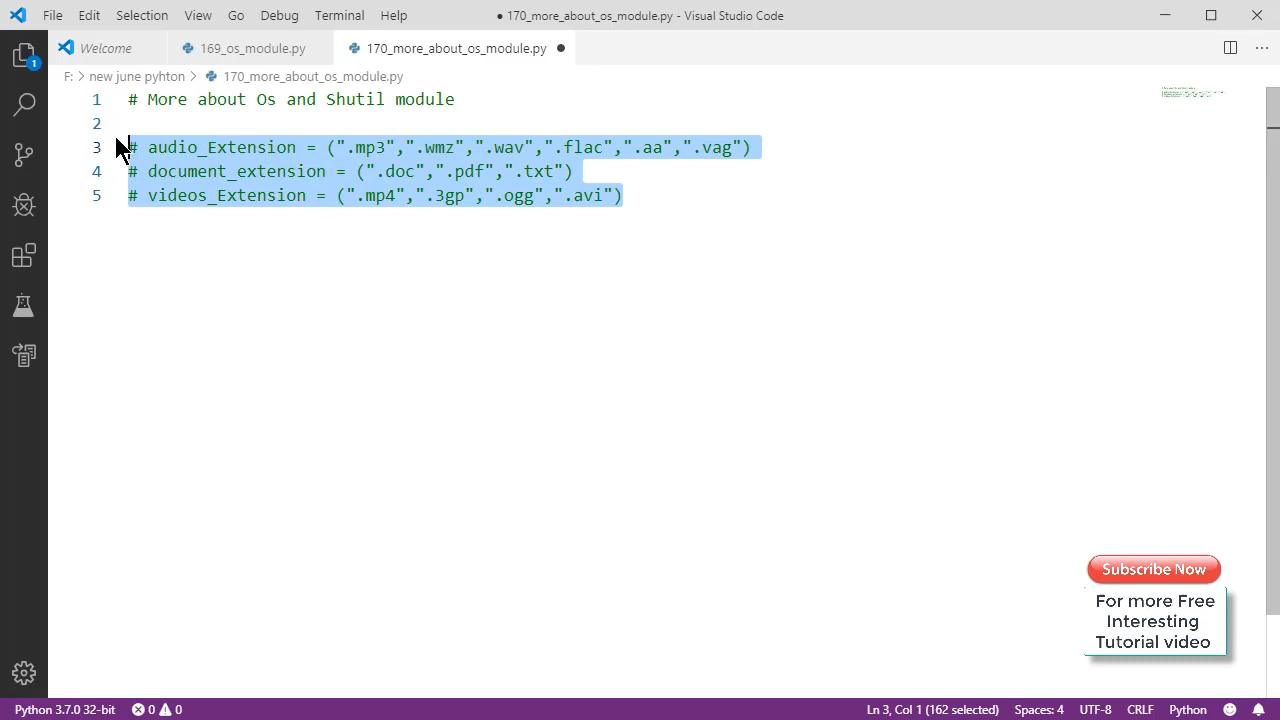 File Edit Selection View Go Debug Terminal Help ● 170_more_about_os_module.py - Visual Studio Code
Welcome 169_os_module.py 170_more_about_os_module.py ●
F: > new june pyhton > 170_more_about_os_module.py
1 # More about Os and Shutil module
2
3 # audio_Extension = (".mp3",".wmz",".wav",".flac",".aa",".vag")
4 # document_extension = (".doc",".pdf",".txt")
5 # videos_Extension = (".mp4",".3gp",".ogg",".avi")
1
Subscribe Now
For more Free
Interesting
Tutorial video
Python 3.7.0 32-bit 0 0 Ln 3, Col 1 (162 selected) Spaces: 4 UTF-8 CRLF Python